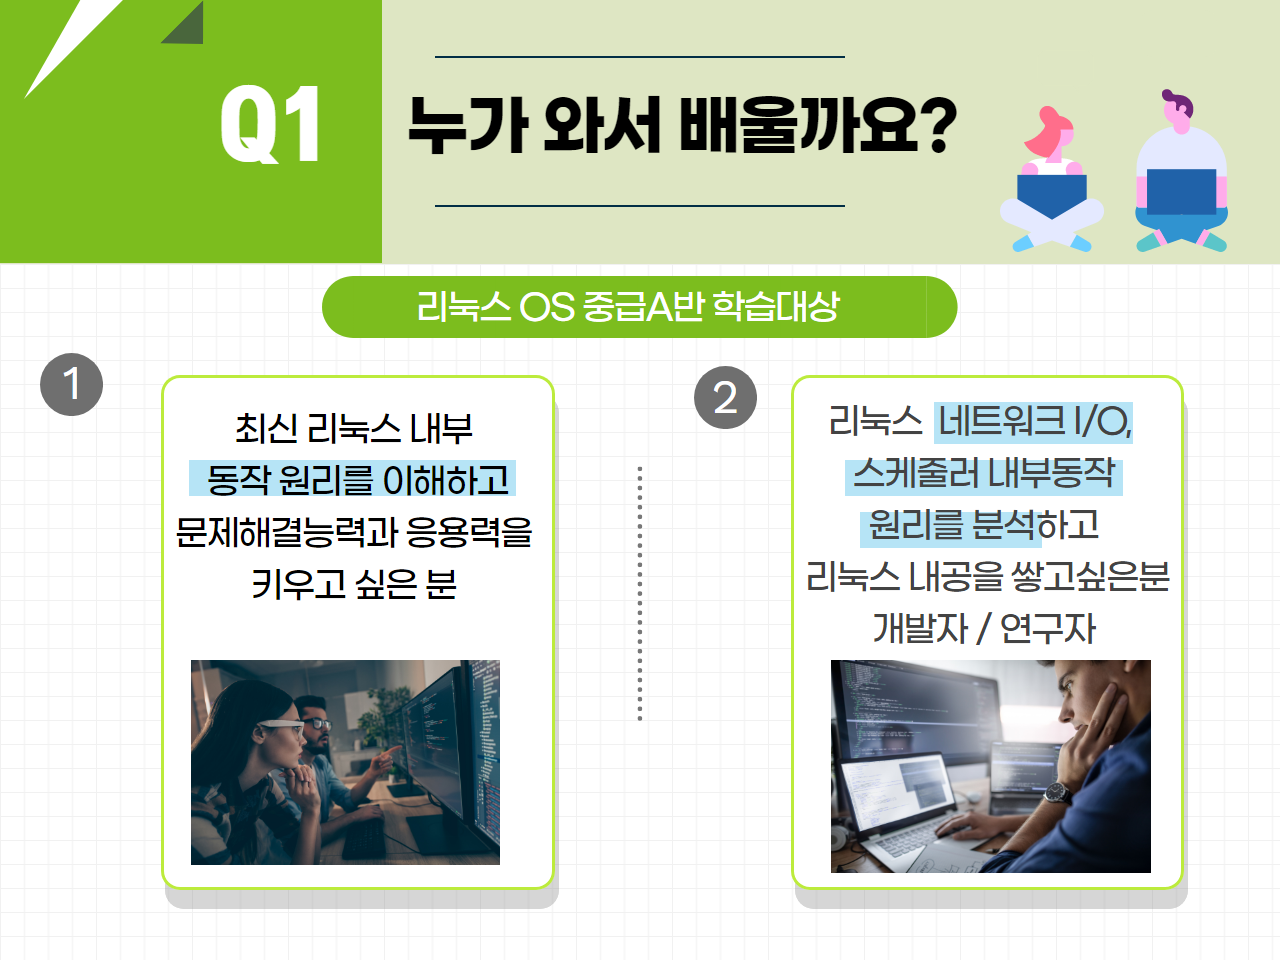 Q1
누가 와서 배울까요?
리눅스 OS 중급A반 학습대상
1
최신 리눅스 내부
동작 원리를 이해하고
문제해결능력과 응용력을
키우고 싶은 분
2
리눅스 네트워크 I/O,
스케줄러 내부동작
원리를 분석하고
리눅스 내공을 쌓고싶은분
개발자 / 연구자